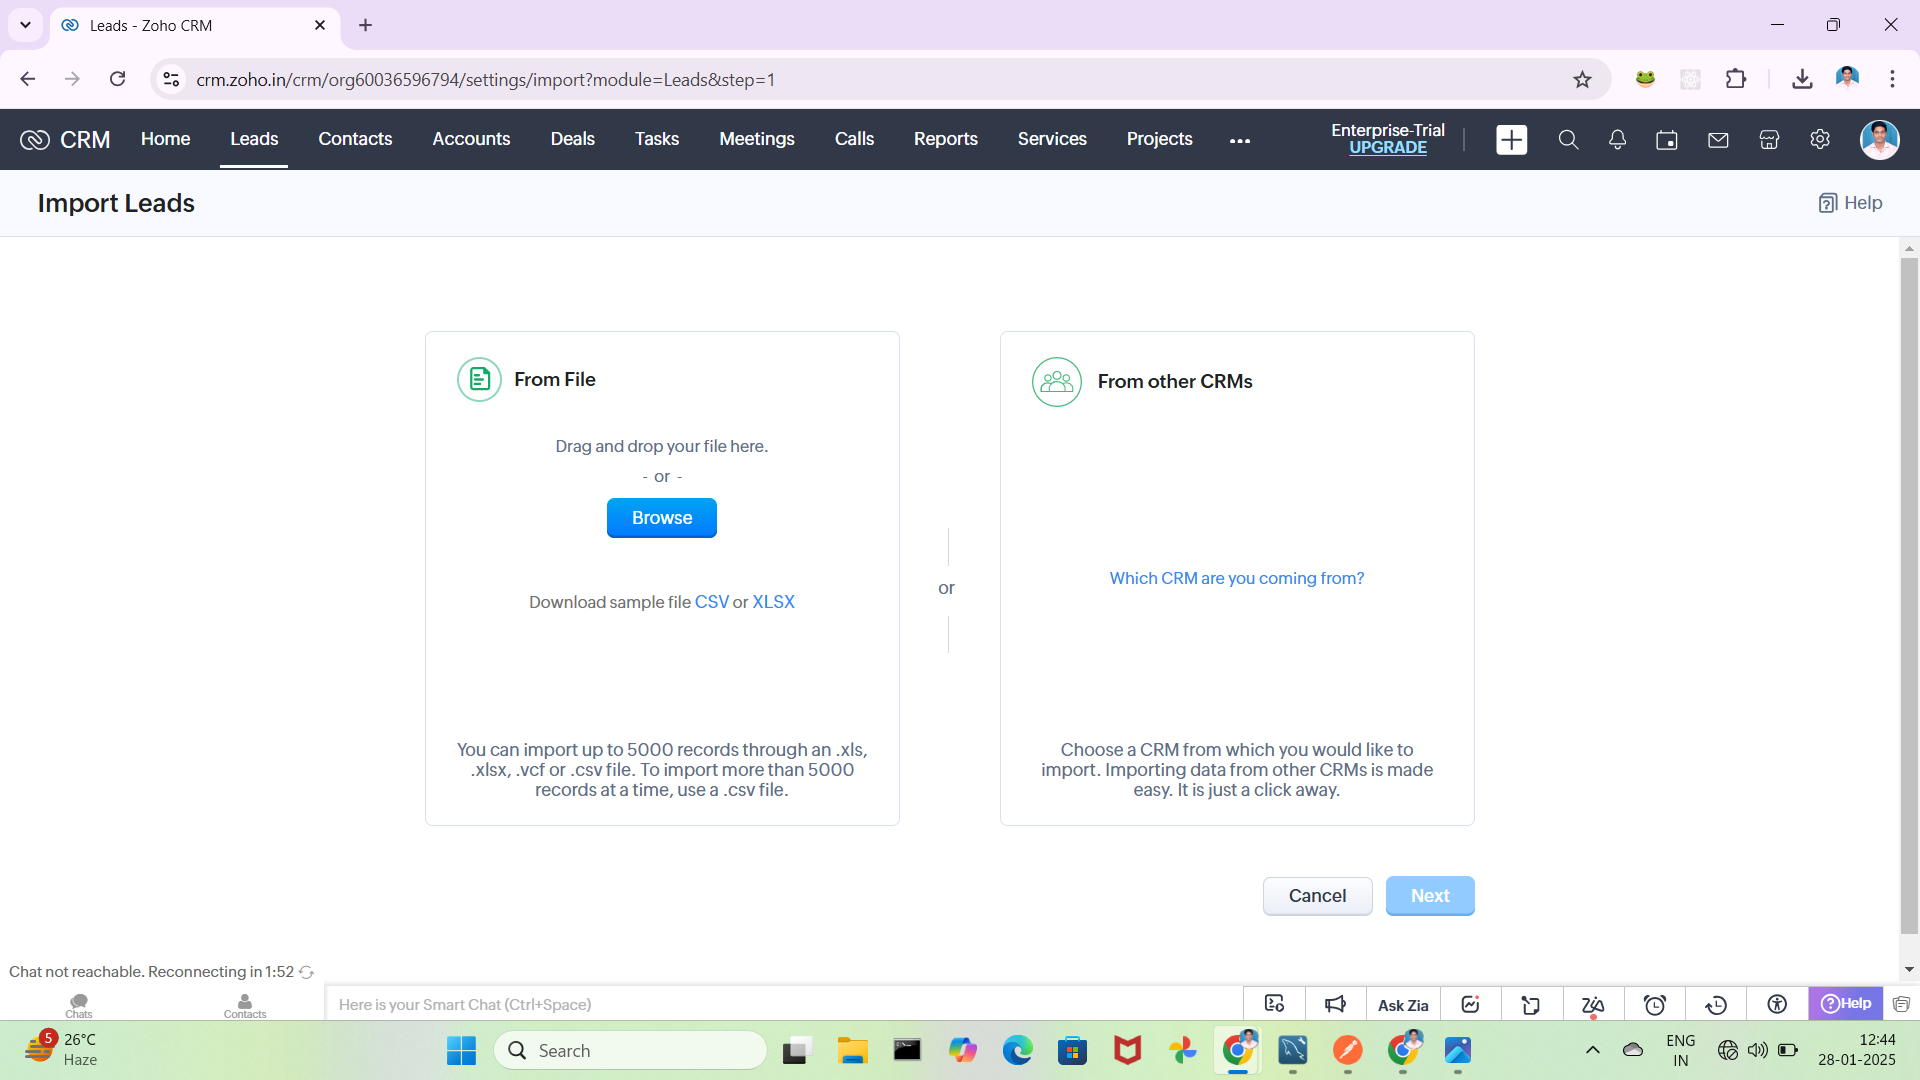 Leads - Zoho CRM
crm.zoho.in/crm/org60036596794/settings/import?module=Leads&step=1
CRM
Home
Leads
Contacts
Accounts
Deals
Tasks
Meetings
Calls
Reports
Services
Projects
Enterprise-Trial
UPGRADE
Import Leads
Help
From File
Drag and drop your file here.
- or -
Browse
Download sample file CSV or XLSX
You can import up to 5000 records through an .xls,
.xlsx, .vcf or .csv file. To import more than 5000
records at a time, use a .csv file.
or
From other CRMs
Which CRM are you coming from?
Choose a CRM from which you would like to
import. Importing data from other CRMs is made
easy. It is just a click away.
Cancel
Next
Chat not reachable. Reconnecting in 1:52
Chats
Contacts
Here is your Smart Chat (Ctrl+Space)
Ask Zia
Help
5
26°C
Haze
Search
ENG
IN
12:44
28-01-2025